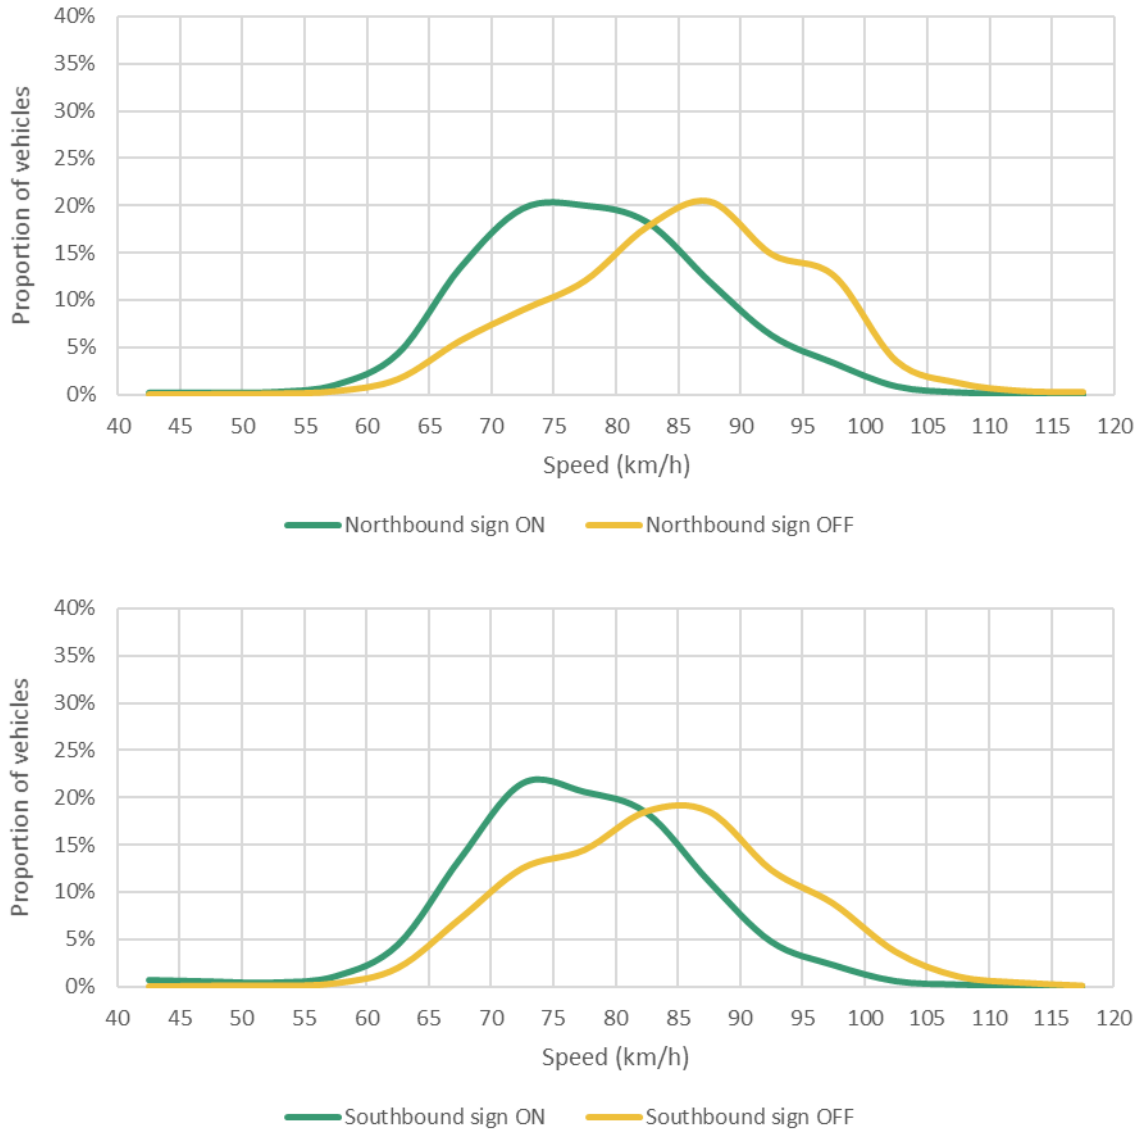 40%
35%
30%
25%
20%
15%
10%
5%
0%
Proportion of vehicles
40 45 50 55 60 65 70 75 80 85 90 95 100 105 110 115 120
Speed (km/h)
Northbound sign ON Northbound sign OFF
40%
35%
30%
25%
20%
15%
10%
5%
0%
Proportion of vehicles
40 45 50 55 60 65 70 75 80 85 90 95 100 105 110 115 120
Speed (km/h)
Southbound sign ON Southbound sign OFF